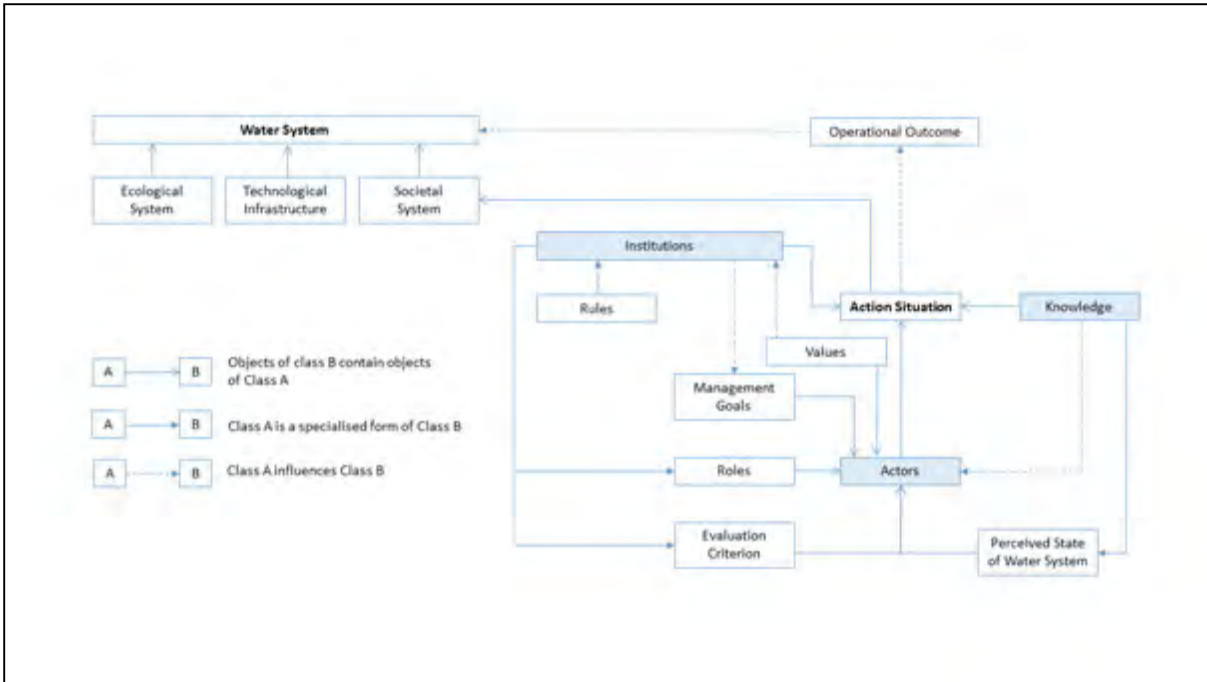 Water System
Operational Outcome
Ecological
System
Technological
Infrastructure
Societal
System
Institutions
Rules
Action Situation
Knowledge
Values
Management
Goals
Roles
Actors
Evaluation
Criterion
Perceived State
of Water System
A
B
Objects of class B contain objects
of Class A
A
B
Class A is a specialised form of Class B
A
B
Class A influences Class B